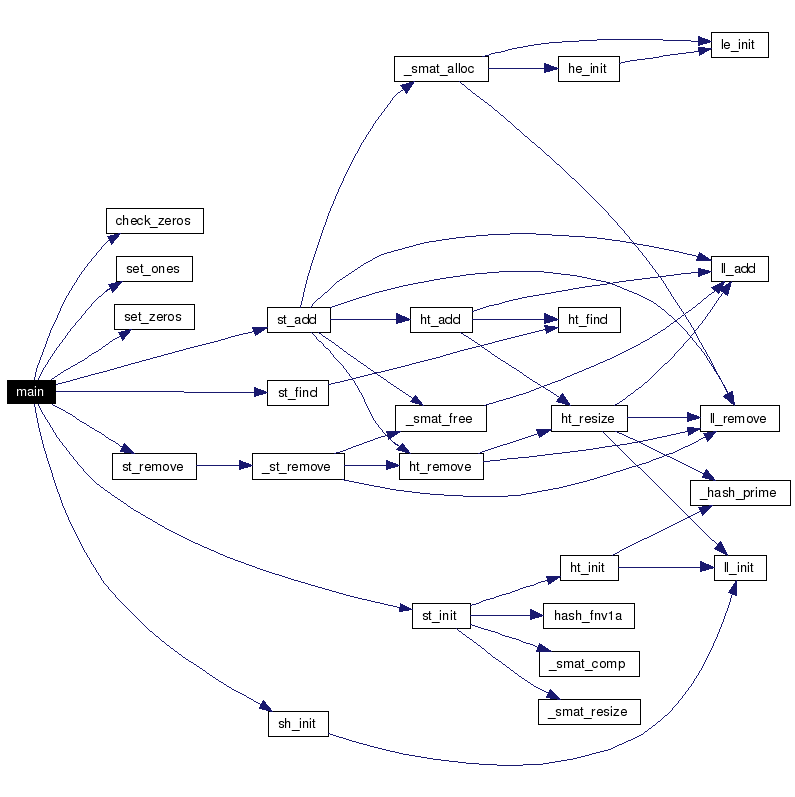 le_init
_smat_alloc
he_init
check_zeros
set_ones
ll_add
set_zeros
st_add
ht_add
ht_find
main
st_find
_smat_free
ht_resize
ll_remove
st_remove
_st_remove
ht_remove
_hash_prime
ht_init
ll_init
st_init
hash_fnv1a
_smat_comp
_smat_resize
sh_init